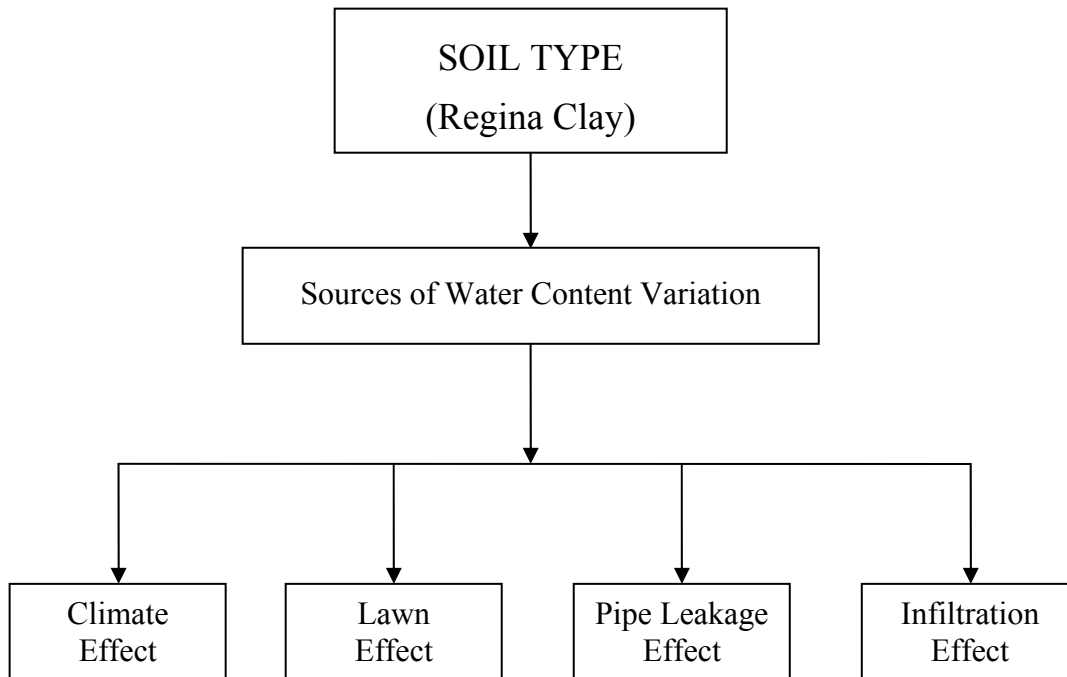 SOIL TYPE
(Regina Clay)
Sources of Water Content Variation
Climate
Effect
Lawn
Effect
Pipe Leakage
Effect
Infiltration
Effect